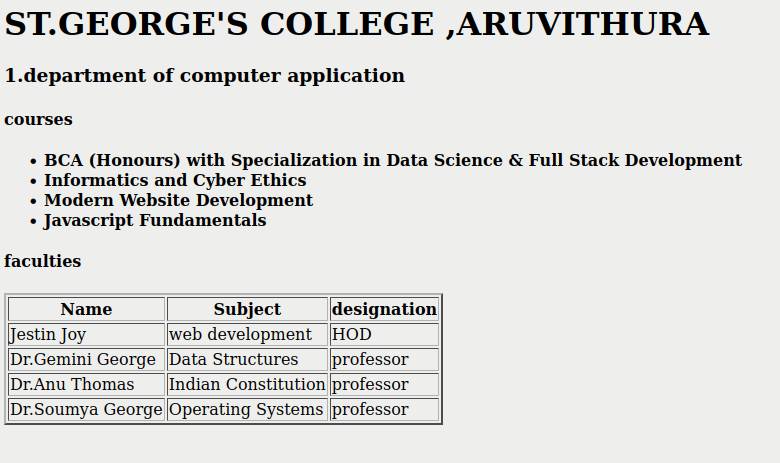 ST.GEORGE'S COLLEGE ,ARUVITHURA
1.department of computer application
courses
• BCA (Honours) with Specialization in Data Science & Full Stack Development
• Informatics and Cyber Ethics
• Modern Website Development
• Javascript Fundamentals
faculties
Name Subject designation
Jestin Joy web development HOD
Dr.Gemini George Data Structures professor
Dr.Anu Thomas Indian Constitution professor
Dr.Soumya George Operating Systems professor